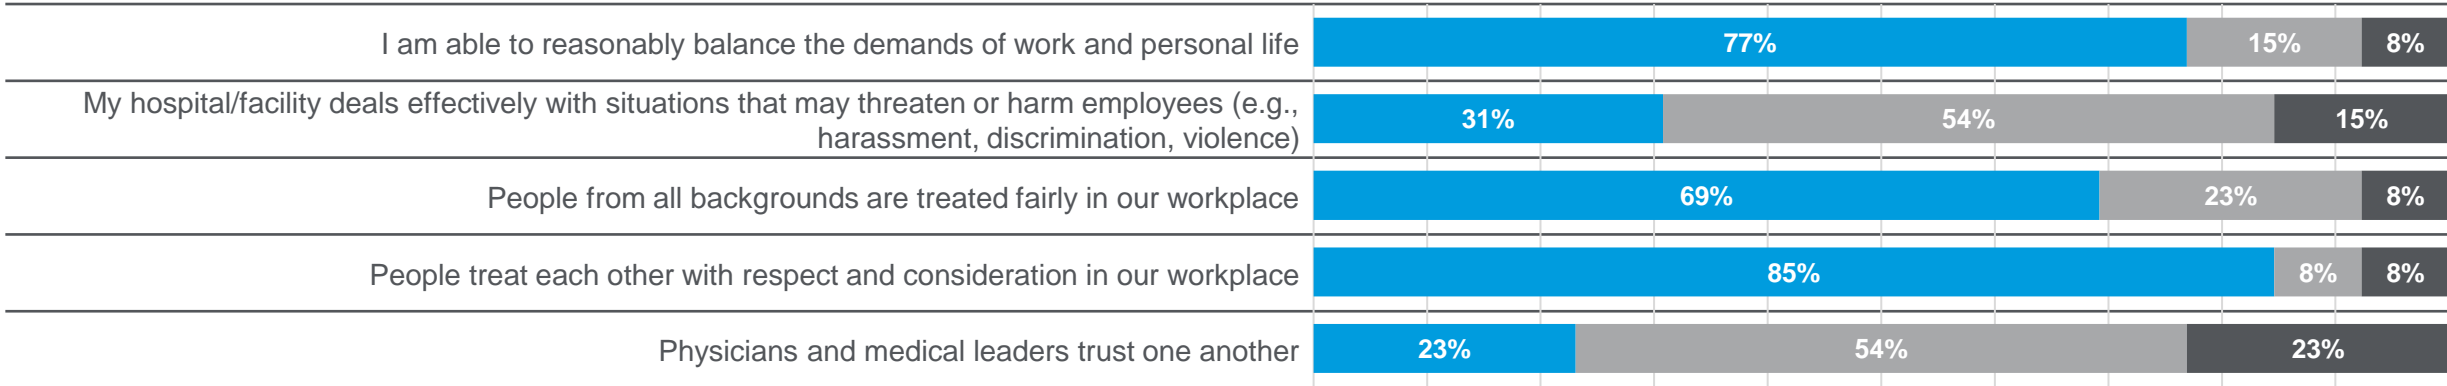 I am able to reasonably balance the demands of work and personal life 77% 15% 8%
My hospital/facility deals effectively with situations that may threaten or harm employees (e.g.,
harassment, discrimination, violence) 31% 54% 15%
People from all backgrounds are treated fairly in our workplace 69% 23% 8%
People treat each other with respect and consideration in our workplace 85% 8% 8%
Physicians and medical leaders trust one another 23% 54% 23%